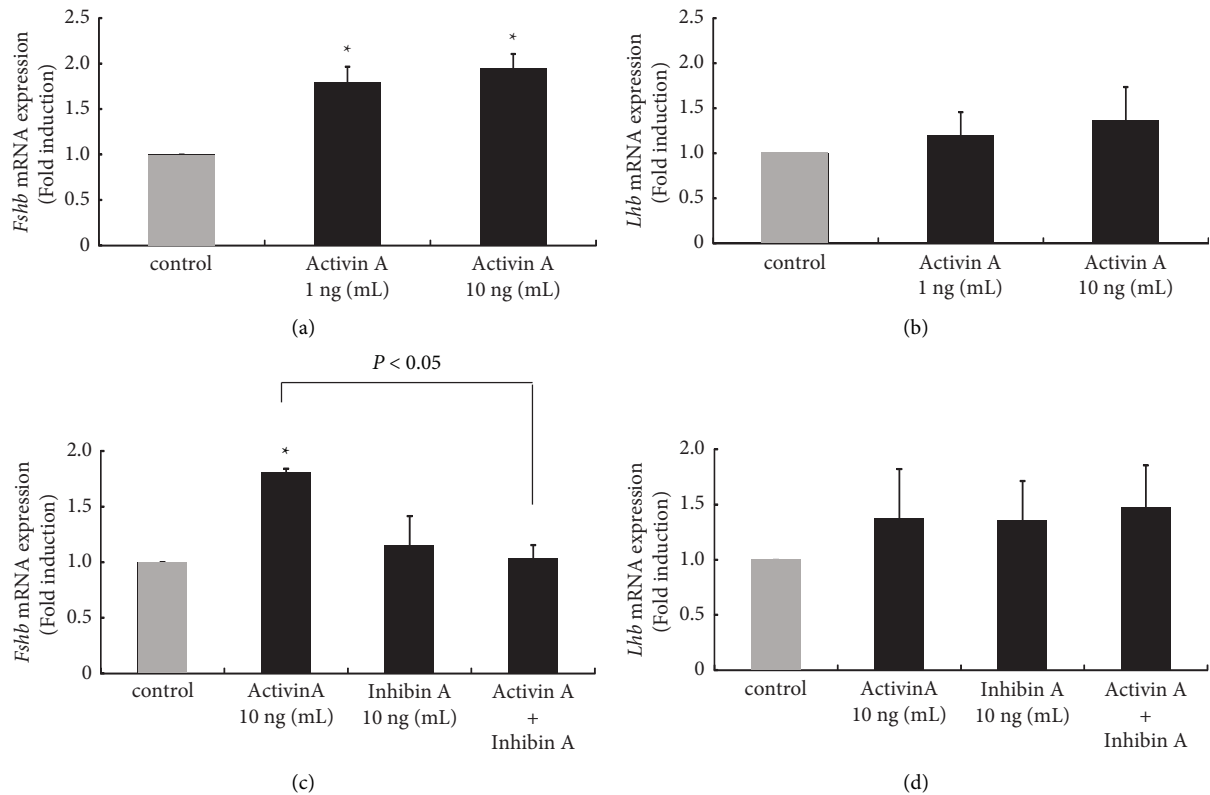 Fshb mRNA expression
(Fold induction)
2.5
2.0
1.5
1.0
0.5
0
*
*
control
Activin A
1 ng (mL)
Activin A
10 ng (mL)
(a)
Lhb mRNA expression
(Fold induction)
2.5
2.0
1.5
1.0
0.5
0
control
Activin A
1 ng (mL)
Activin A
10 ng (mL)
(b)
P < 0.05
Fshb mRNA expression
(Fold induction)
2.0
1.5
1.0
0.5
0
*
control
ActivinA
10 ng (mL)
Inhibin A
10 ng (mL)
Activin A
+
Inhibin A
(c)
Lhb mRNA expression
(Fold induction)
2.0
1.5
1.0
0.5
0
control
ActivinA
10 ng (mL)
Inhibin A
10 ng (mL)
Activin A
+
Inhibin A
(d)